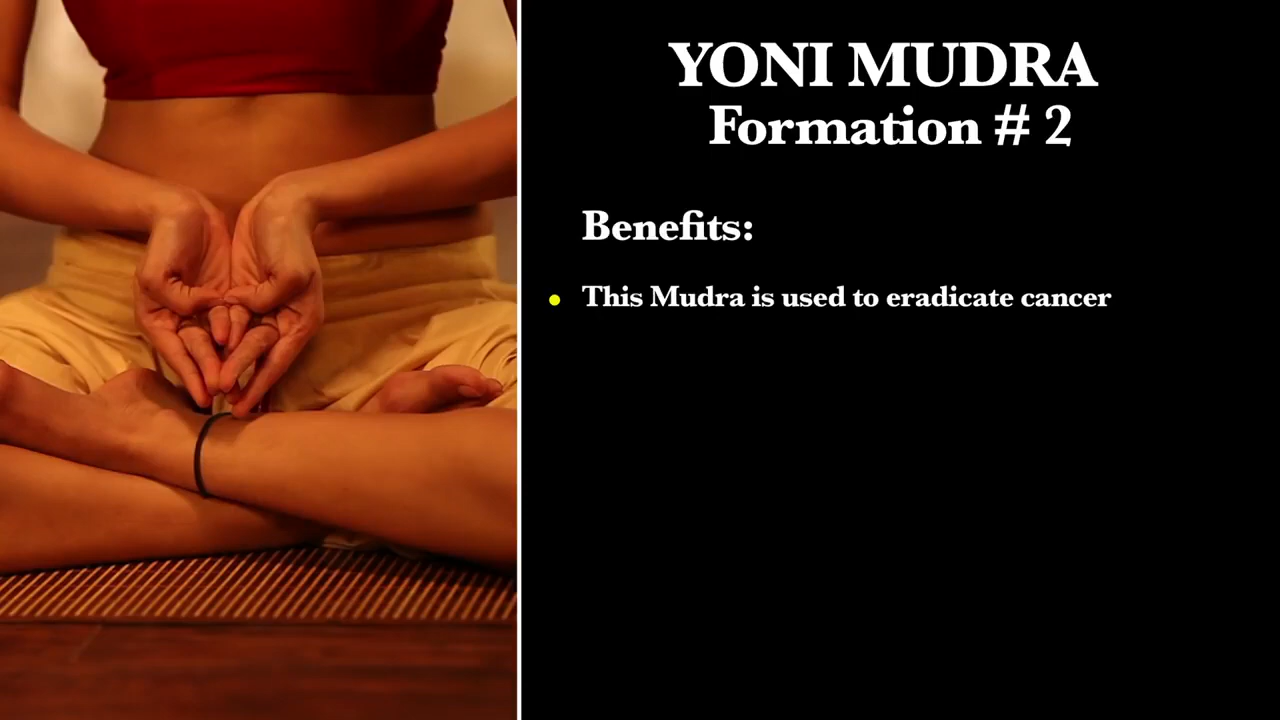 YONI MUDRA
Formation # 2
Benefits:
This Mudra is used to eradicate cancer